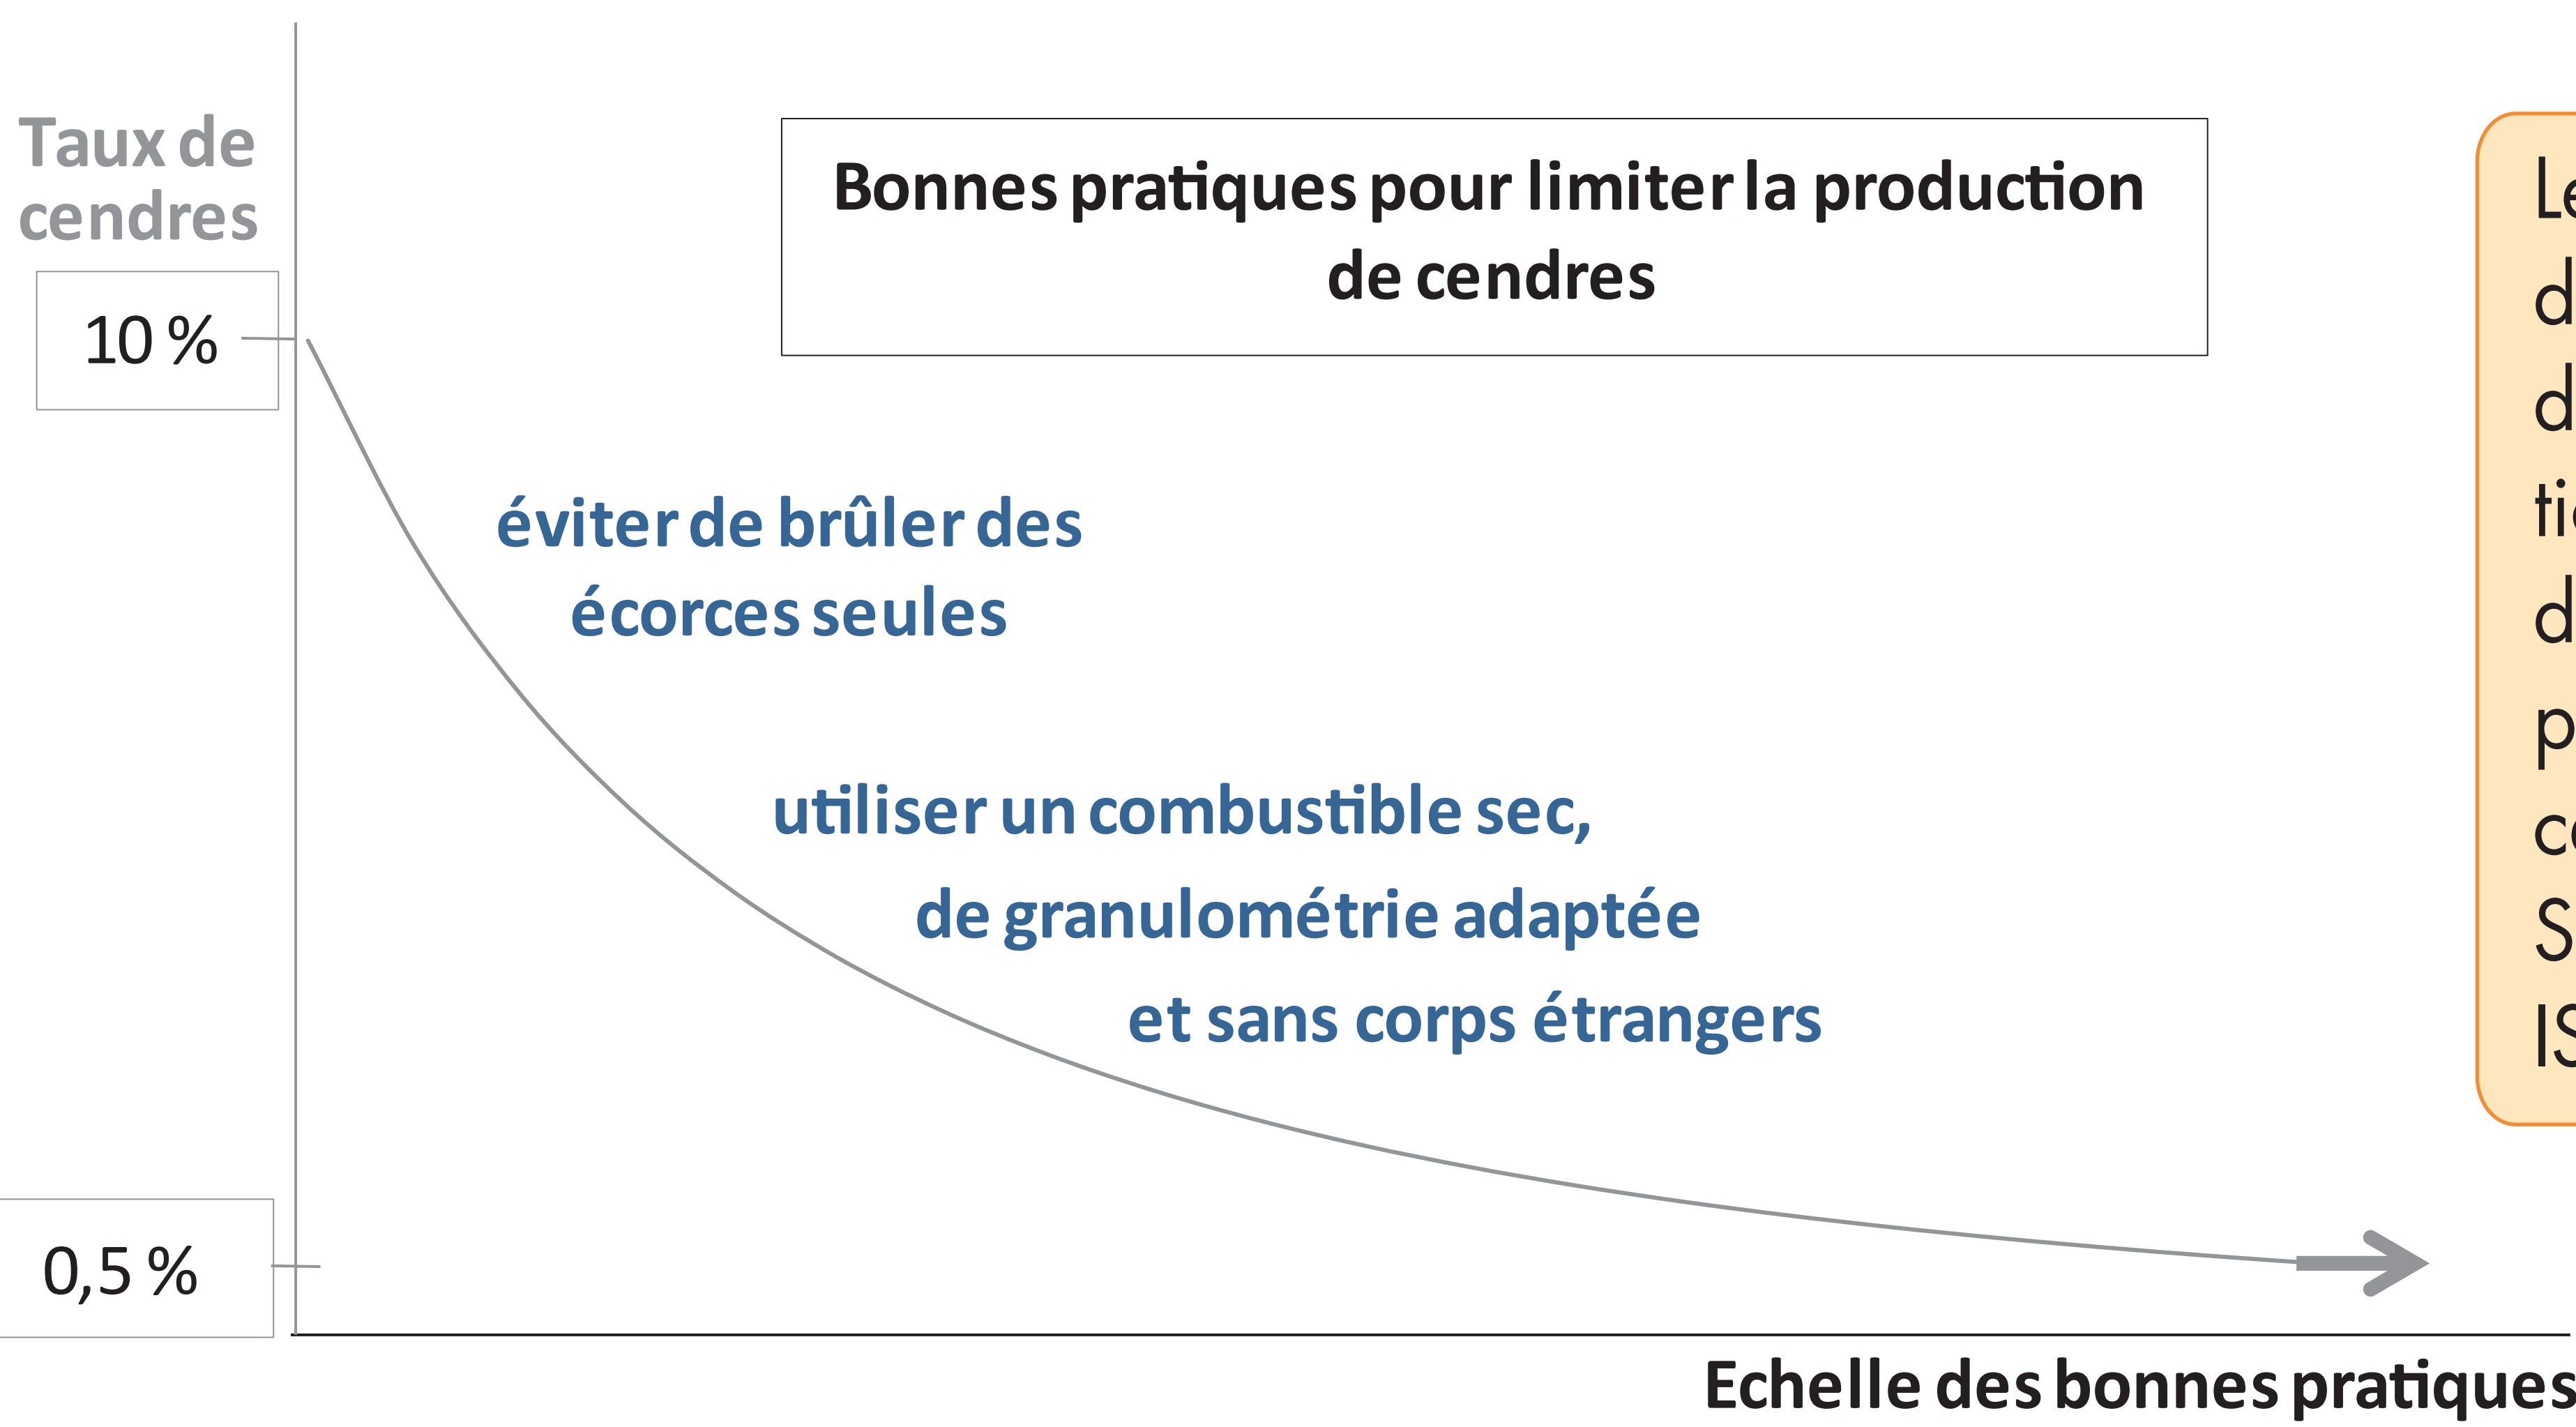 Taux de
cendres
Bonnes pratiques pour limiter la production
de cendres
10 %
éviter de brûler des
écorces seules
utiliser un combustible sec,
de granulométrie adaptée
et sans corps étrangers
0,5 %
Echelle des bonnes pratiques